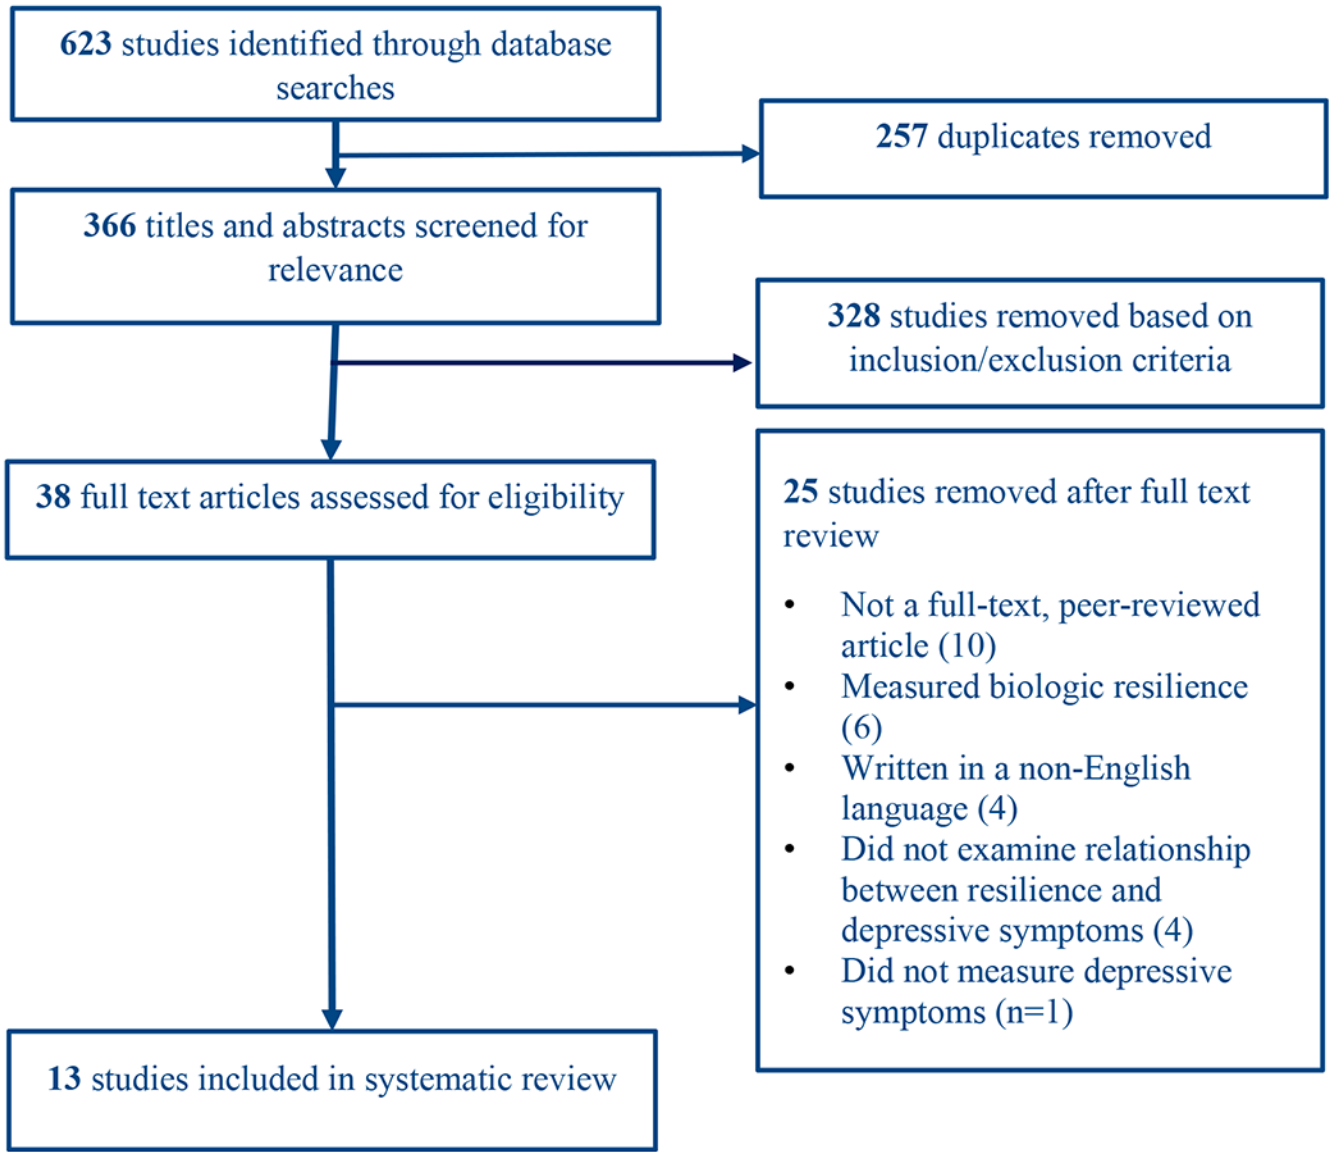 623 studies identified through database
searches
257 duplicates removed
366 titles and abstracts screened for
relevance
328 studies removed based on
inclusion/exclusion criteria
38 full text articles assessed for eligibility
25 studies removed after full text
review
• Not a full-text, peer-reviewed
article (10)
• Measured biologic resilience
(6)
• Written in a non-English
language (4)
• Did not examine relationship
between resilience and
depressive symptoms (4)
• Did not measure depressive
symptoms (n=1)
13 studies included in systematic review